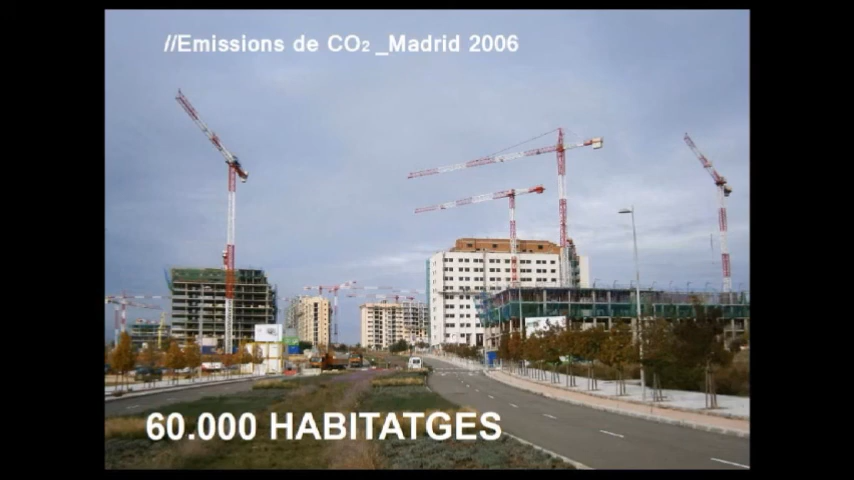 //Emissions de CO₂ _Madrid 2006
60.000 HABITATGES